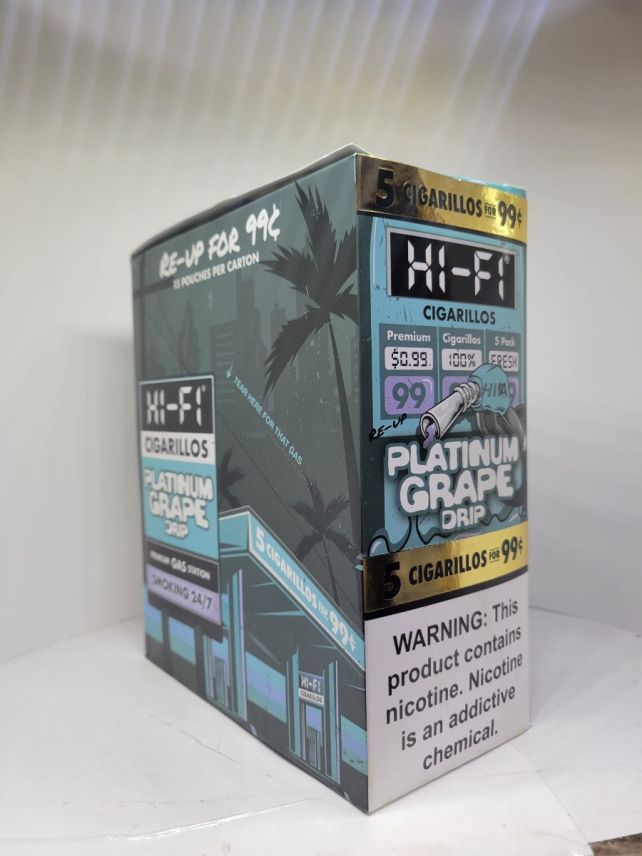 RE-UP FOR 99¢
15 POUCHES PER CARTON
TEAR HERE FOR THAT GAS
HI-FI
CIGARILLOS
PLATINUM
GRAPE
DRIP
PREMIUM GAS STATION
SMOKING 24/7
5 CIGARILLOS FOR 99¢
HI-FI
CIGARILLOS
5 CIGARILLOS FOR 99¢
HI-FI®
CIGARILLOS
Premium Cigarillos 5 Pack
$0.99 100% FRESH
99
RE-UP
PLATINUM
GRAPE
DRIP
5 CIGARILLOS FOR 99¢
WARNING: This
product contains
nicotine. Nicotine
is an addictive
chemical.